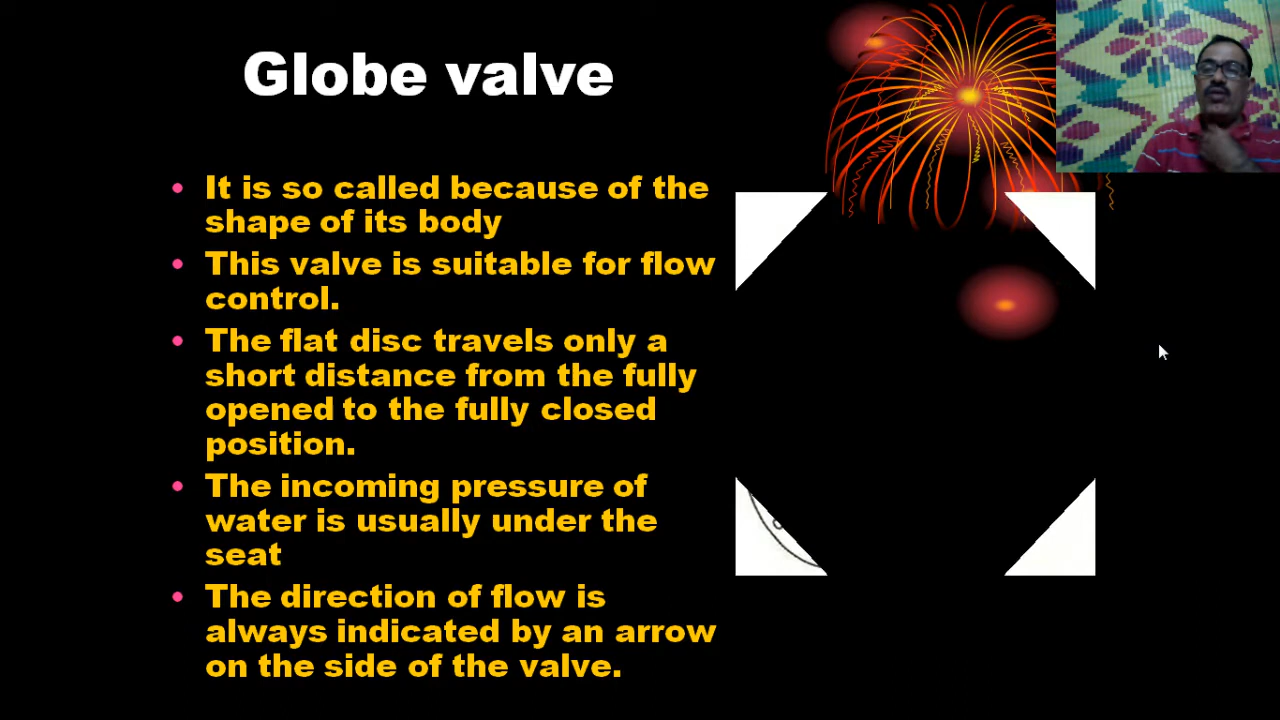 Globe valve
• It is so called because of the
shape of its body
• This valve is suitable for flow
control.
• The flat disc travels only a
short distance from the fully
opened to the fully closed
position.
• The incoming pressure of
water is usually under the
seat
• The direction of flow is
always indicated by an arrow
on the side of the valve.